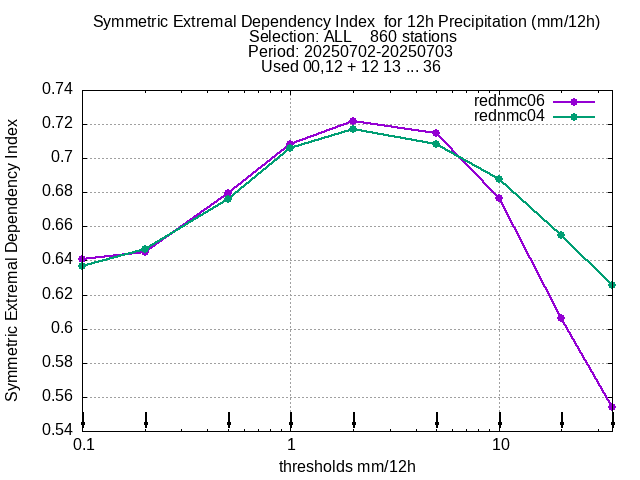 Symmetric Extremal Dependency Index  for 12h Precipitation (mm/12h)
Selection: ALL    860 stations
Period: 20250702-20250703
Used 00,12 + 12 13 ... 36
rednmc06
rednmc04
0.74
0.72
0.7
0.68
0.66
0.64
0.62
0.6
0.58
0.56
0.54
Symmetric Extremal Dependency Index
0.1
1
10
thresholds mm/12h